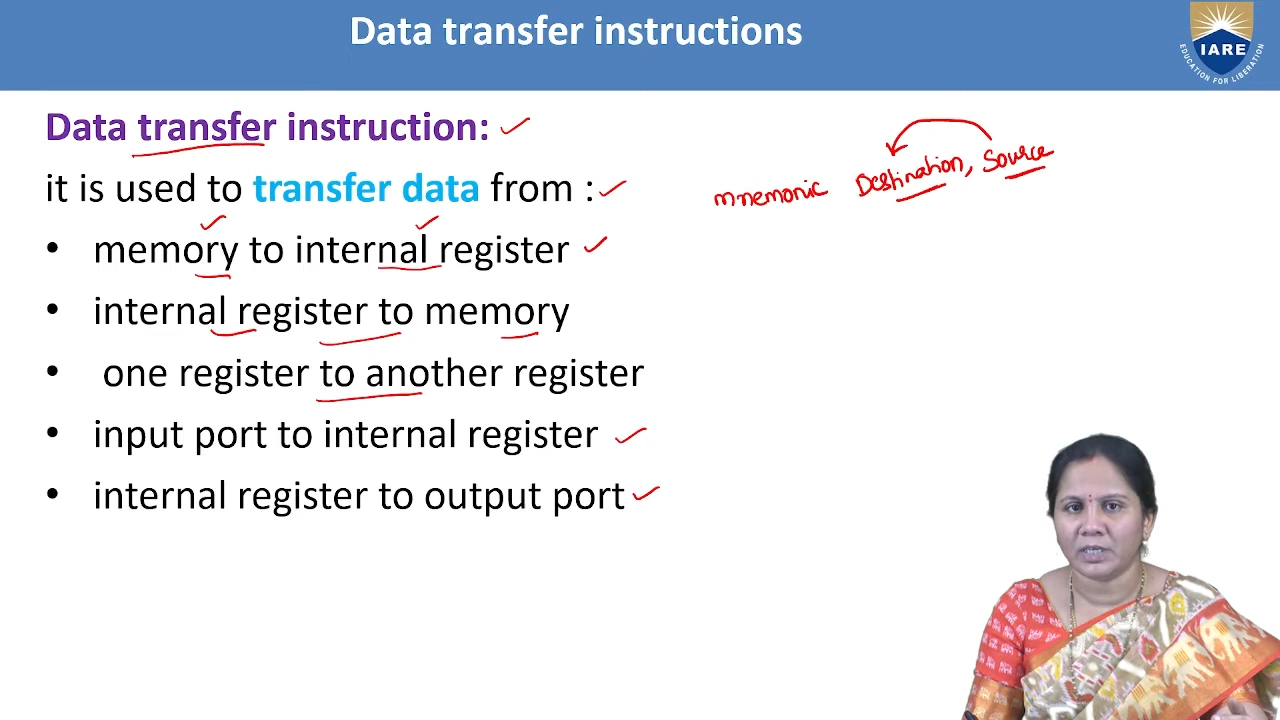 Data transfer instructions
IARE
EDUCATION FOR LIBERATION
Data transfer instruction:
mnemonic Destination, Source
it is used to transfer data from :
• memory to internal register
• internal register to memory
• one register to another register
• input port to internal register
• internal register to output port